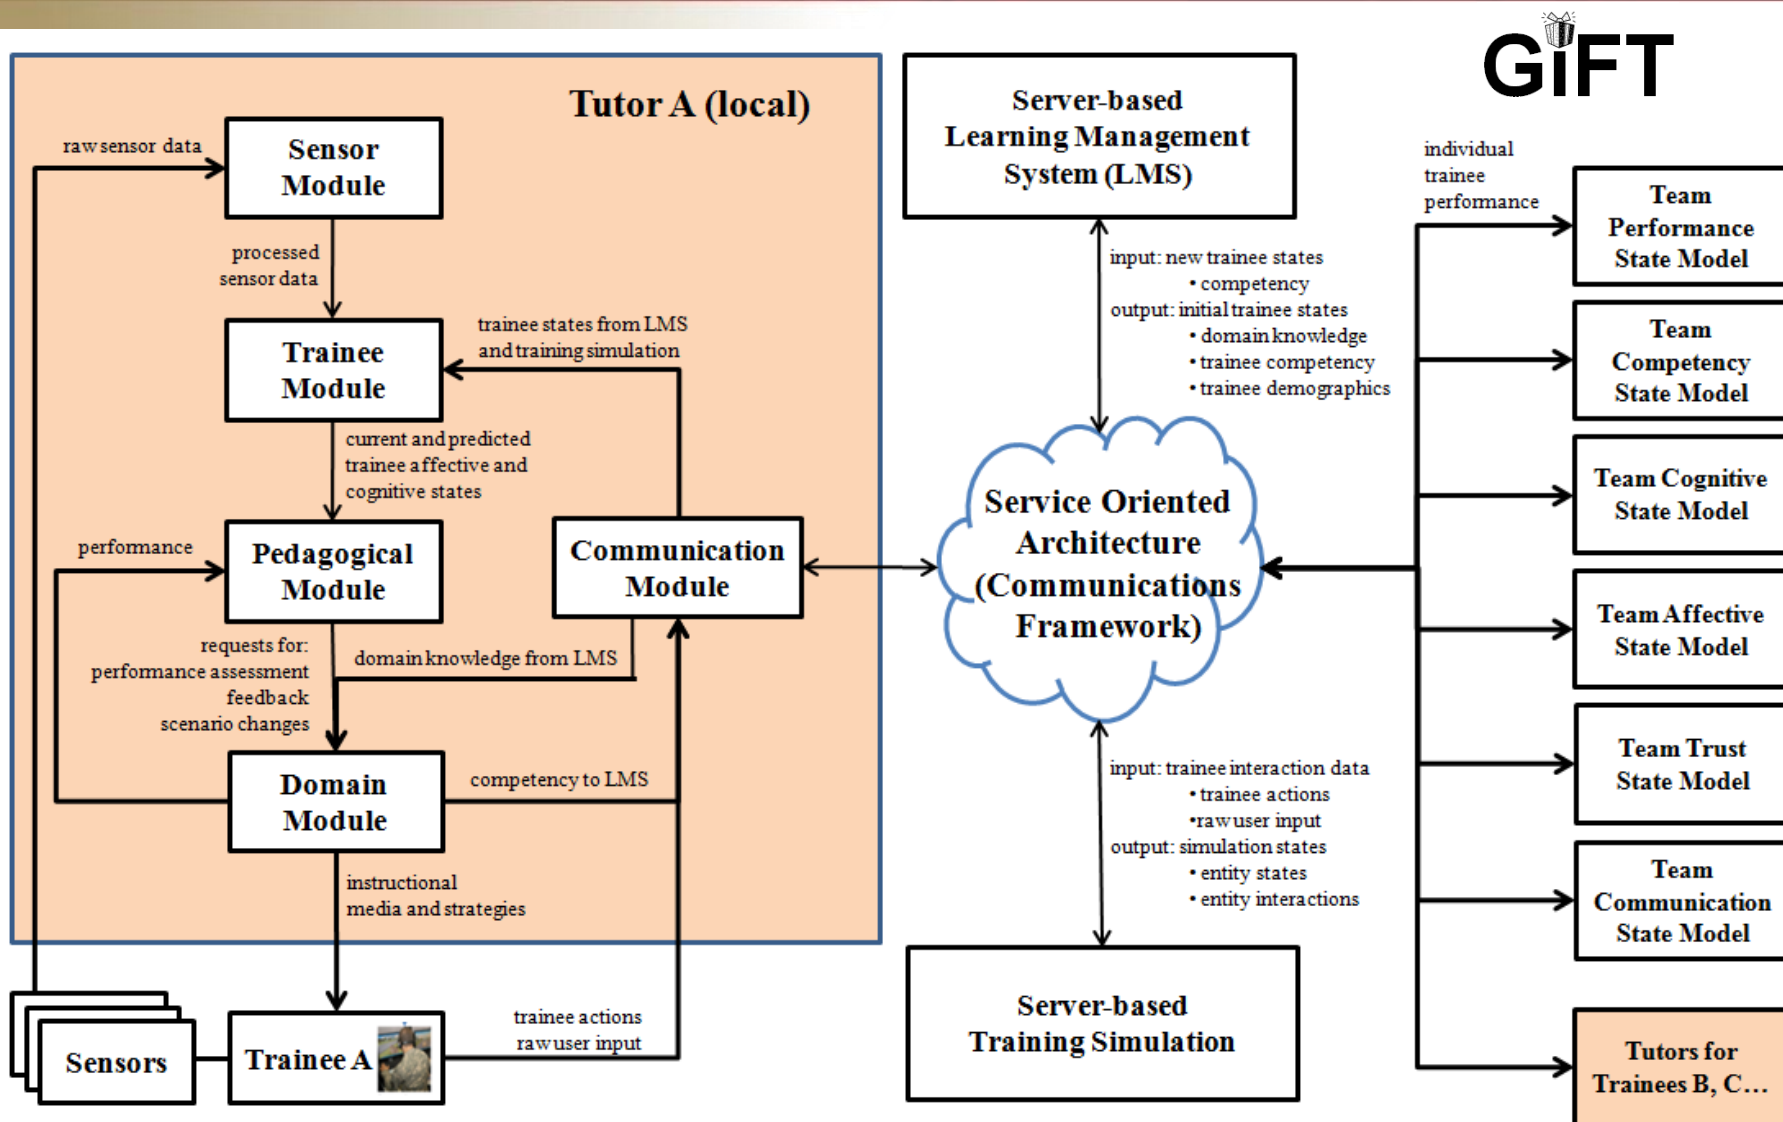 GiFT
Tutor A (local)
raw sensor data
Sensor
Module
processed
sensor data
trainee states from LMS
and training simulation
Trainee
Module
current and predicted
trainee affective and
cognitive states
performance
Pedagogical
Module
Communication
Module
requests for:
performance assessment
feedback
scenario changes
domain knowledge from LMS
Domain
Module
competency to LMS
instructional
media and strategies
Sensors
Trainee A
trainee actions
raw user input
Server-based
Learning Management
System (LMS)
input: new trainee states
• competency
output: initial trainee states
• domain knowledge
• trainee competency
• trainee demographics
Service Oriented
Architecture
(Communications
Framework)
input: trainee interaction data
• trainee actions
•raw user input
output: simulation states
• entity states
• entity interactions
Server-based
Training Simulation
individual
trainee
performance
Team
Performance
State Model
Team
Competency
State Model
Team Cognitive
State Model
Team Affective
State Model
Team Trust
State Model
Team
Communication
State Model
Tutors for
Trainees B, C…